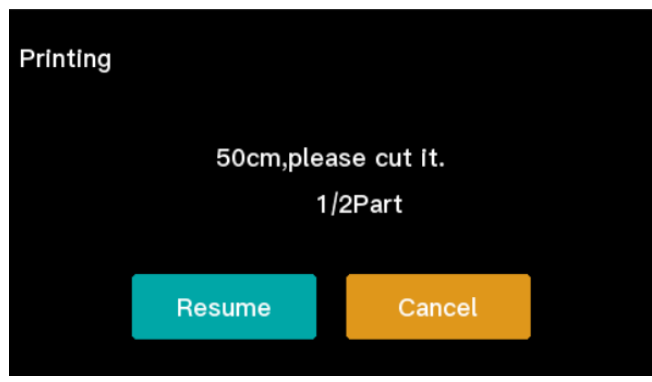 Printing
50cm,please cut it.
1/2Part
Resume
Cancel